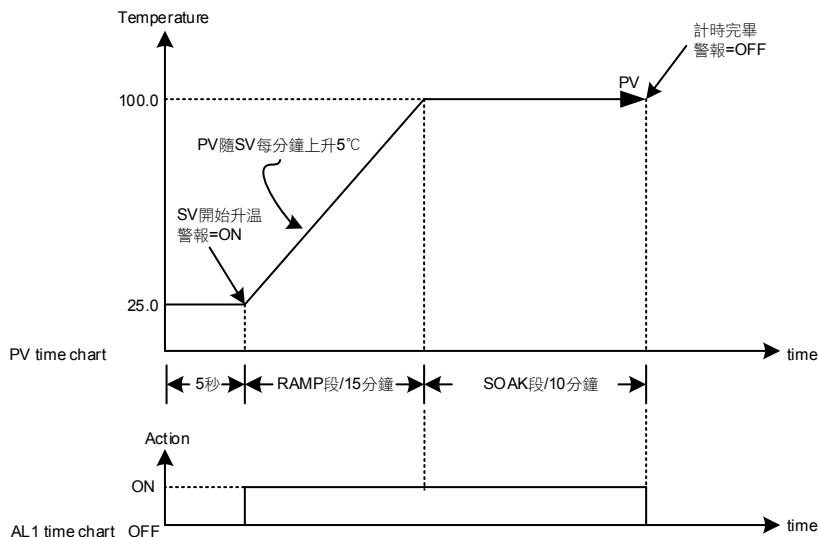 Temperature
計時完畢
警報=OFF
PV
100.0
PV隨SV每分鐘上升5℃
SV開始升温
警報=ON
25.0
PV time chart
time
5秒
RAMP段/15分鐘
SOAK段/10分鐘
Action
ON
AL1 time chart
OFF
time